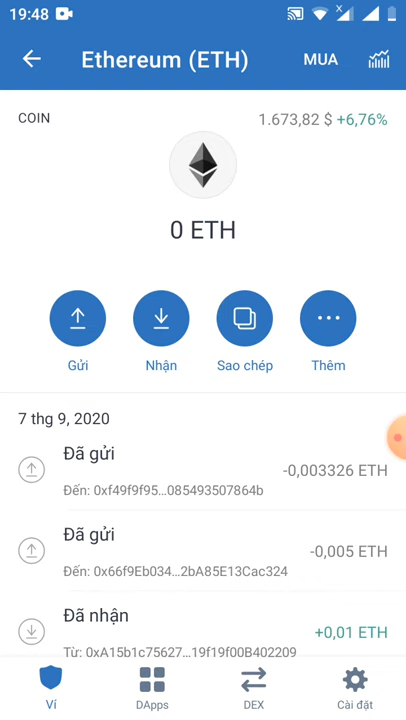 19:48
Ethereum (ETH)
MUA
COIN
1.673,82 $ +6,76%
0 ETH
Gửi
Nhận
Sao chép
Thêm
7 thg 9, 2020
Đã gửi
-0,003326 ETH
Đến: 0xf49f9f95...085493507864b
Đã gửi
-0,005 ETH
Đến: 0x66f9Eb034...2bA85E13Cac324
Đã nhận
+0,01 ETH
Từ: 0xA15b1c75627...19f19f00B402209
Ví
DApps
DEX
Cài đặt